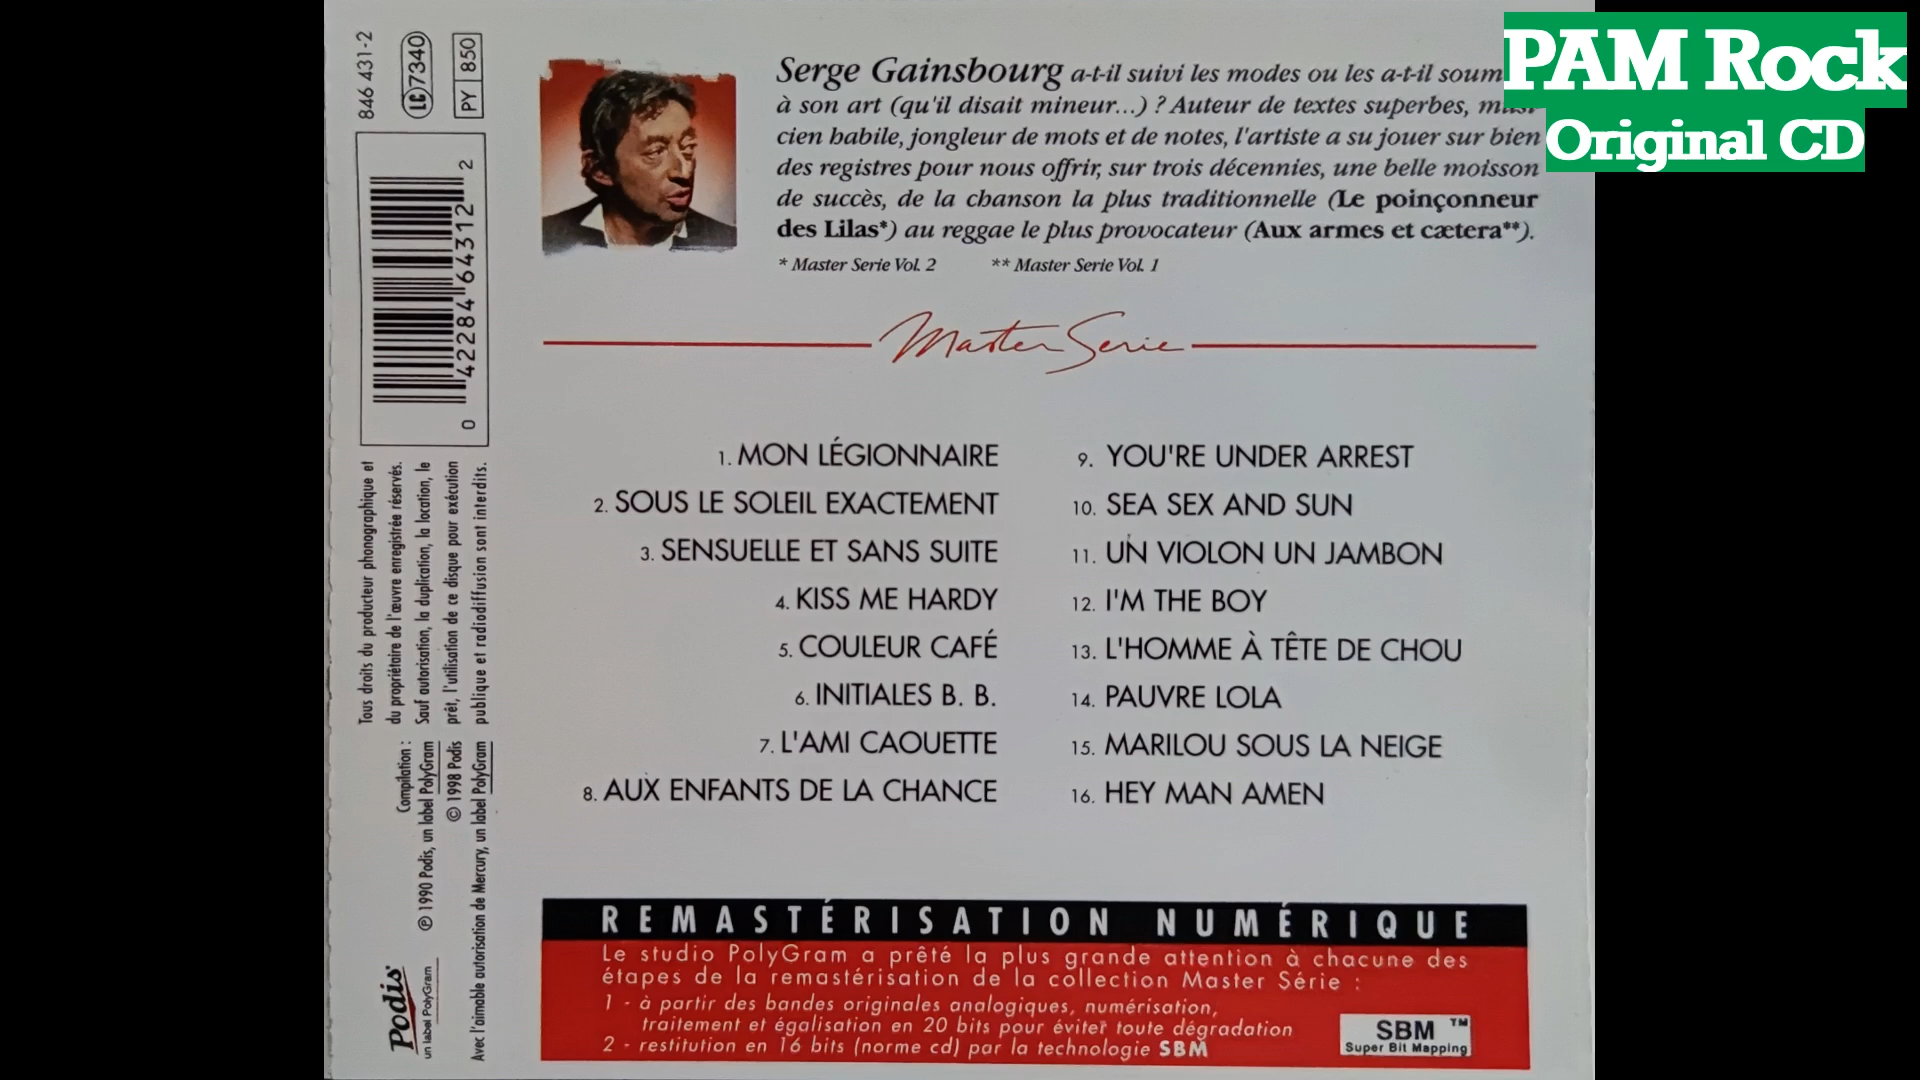 PAM Rock
Original CD
846 431-2
LC 7340
PY 850
0 42284 64312 2
Tous droits du producteur phonographique et
du propriétaire de l'œuvre enregistrée réservés.
Sauf autorisation, la duplication, la location, le
prêt, l'utilisation de ce disque pour exécution
publique et radiodiffusion sont interdits.
Compilation :
℗ 1990 Podis, un label PolyGram
© 1998 Podis
Avec l'aimable autorisation de Mercury, un label PolyGram
Podis
un label PolyGram
Serge Gainsbourg a-t-il suivi les modes ou les a-t-il soum
à son art (qu'il disait mineur...) ? Auteur de textes superbes, musi
cien habile, jongleur de mots et de notes, l'artiste a su jouer sur bien
des registres pour nous offrir, sur trois décennies, une belle moisson
de succès, de la chanson la plus traditionnelle (Le poinçonneur
des Lilas*) au reggae le plus provocateur (Aux armes et cætera**).
* Master Serie Vol. 2 ** Master Serie Vol. 1
Master Serie
1. MON LÉGIONNAIRE
2. SOUS LE SOLEIL EXACTEMENT
3. SENSUELLE ET SANS SUITE
4. KISS ME HARDY
5. COULEUR CAFÉ
6. INITIALES B. B.
7. L'AMI CAOUETTE
8. AUX ENFANTS DE LA CHANCE
9. YOU'RE UNDER ARREST
10. SEA SEX AND SUN
11. UN VIOLON UN JAMBON
12. I'M THE BOY
13. L'HOMME À TÊTE DE CHOU
14. PAUVRE LOLA
15. MARILOU SOUS LA NEIGE
16. HEY MAN AMEN
REMASTÉRISATION NUMÉRIQUE
Le studio PolyGram a prêté la plus grande attention à chacune des
étapes de la remastérisation de la collection Master Série :
1 - à partir des bandes originales analogiques, numérisation,
traitement et égalisation en 20 bits pour éviter toute dégradation
2 - restitution en 16 bits (norme cd) par la technologie SBM
SBM TM
Super Bit Mapping